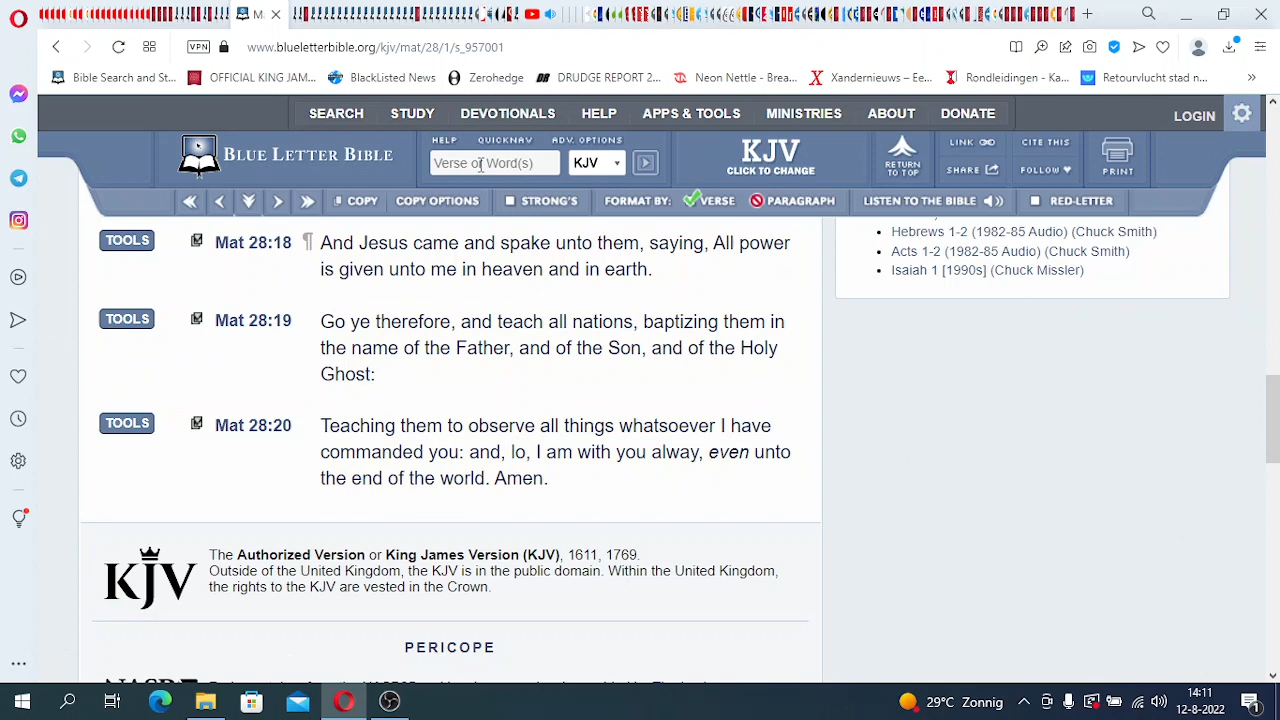 M
www.blueletterbible.org/kjv/mat/28/1/s_957001
VPN
Bible Search and St... OFFICIAL KING JAM... BlackListed News Zerohedge DRUDGE REPORT 2... Neon Nettle - Brea... Xandernieuws – Ee... Rondleidingen - Ka... Retourvlucht stad n...
SEARCH STUDY DEVOTIONALS HELP APPS & TOOLS MINISTRIES ABOUT DONATE LOGIN
HELP QUICKNAV ADV. OPTIONS
BLUE LETTER BIBLE
Verse or Word(s) KJV
KJV
CLICK TO CHANGE
RETURN
TO TOP
LINK CITE THIS
SHARE FOLLOW
PRINT
COPY COPY OPTIONS STRONG'S FORMAT BY: VERSE PARAGRAPH LISTEN TO THE BIBLE RED-LETTER
Hebrews 1-2 (1982-85 Audio) (Chuck Smith)
Acts 1-2 (1982-85 Audio) (Chuck Smith)
Isaiah 1 [1990s] (Chuck Missler)
TOOLS Mat 28:18 ¶ And Jesus came and spake unto them, saying, All power
is given unto me in heaven and in earth.
TOOLS Mat 28:19 Go ye therefore, and teach all nations, baptizing them in
the name of the Father, and of the Son, and of the Holy
Ghost:
TOOLS Mat 28:20 Teaching them to observe all things whatsoever I have
commanded you: and, lo, I am with you alway, even unto
the end of the world. Amen.
KJV
The Authorized Version or King James Version (KJV), 1611, 1769.
Outside of the United Kingdom, the KJV is in the public domain. Within the United Kingdom,
the rights to the KJV are vested in the Crown.
PERICOPE
29°C Zonnig
14:11
12-8-2022
1